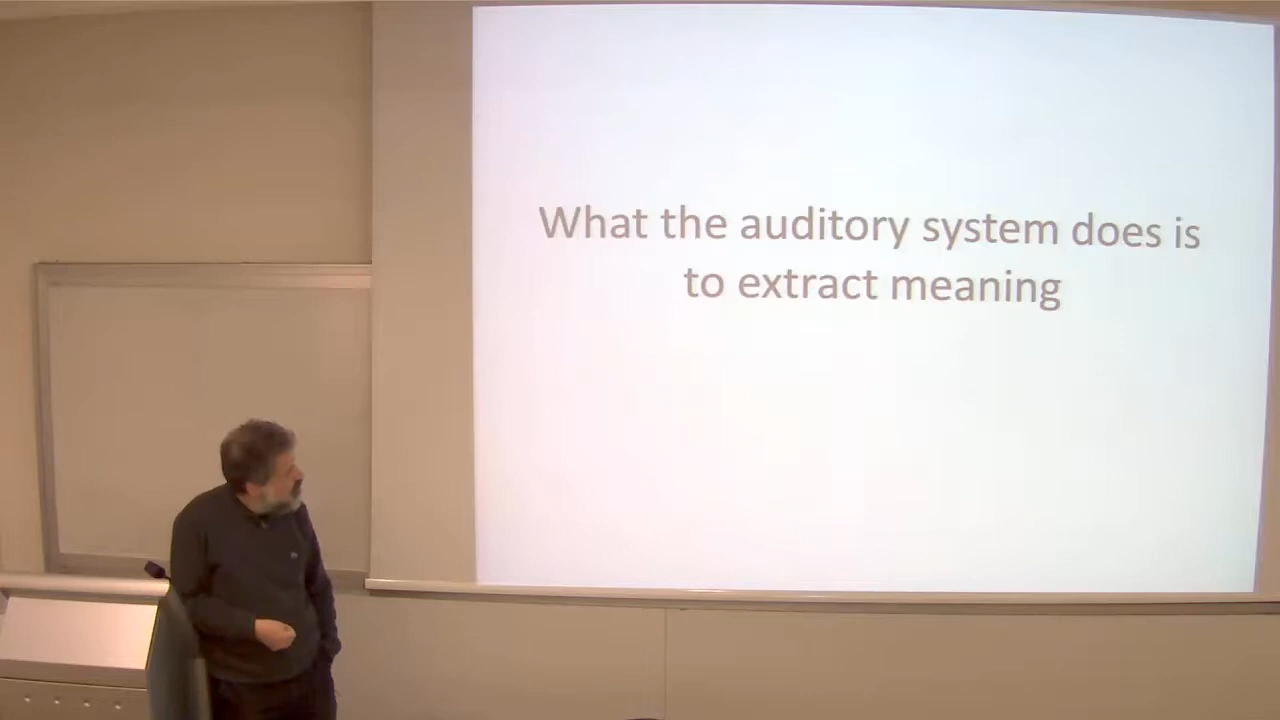 What the auditory system does is
to extract meaning